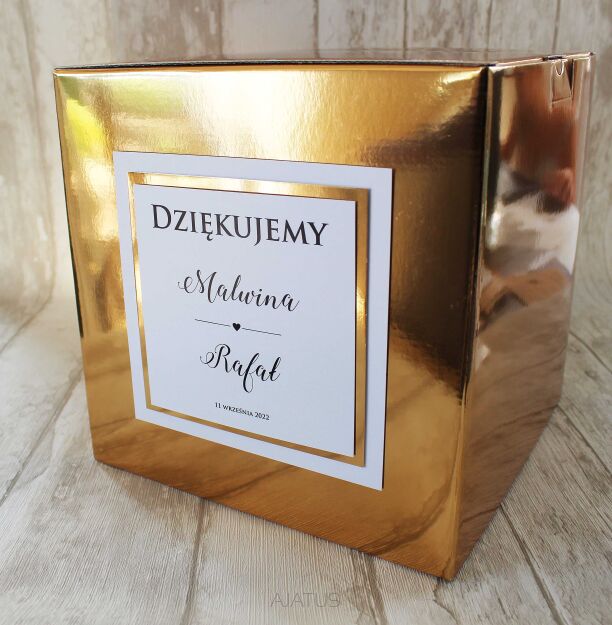 DZIĘKUJEMY
Malwina
Rafał
11 WRZEŚNIA 2022
AJATUS